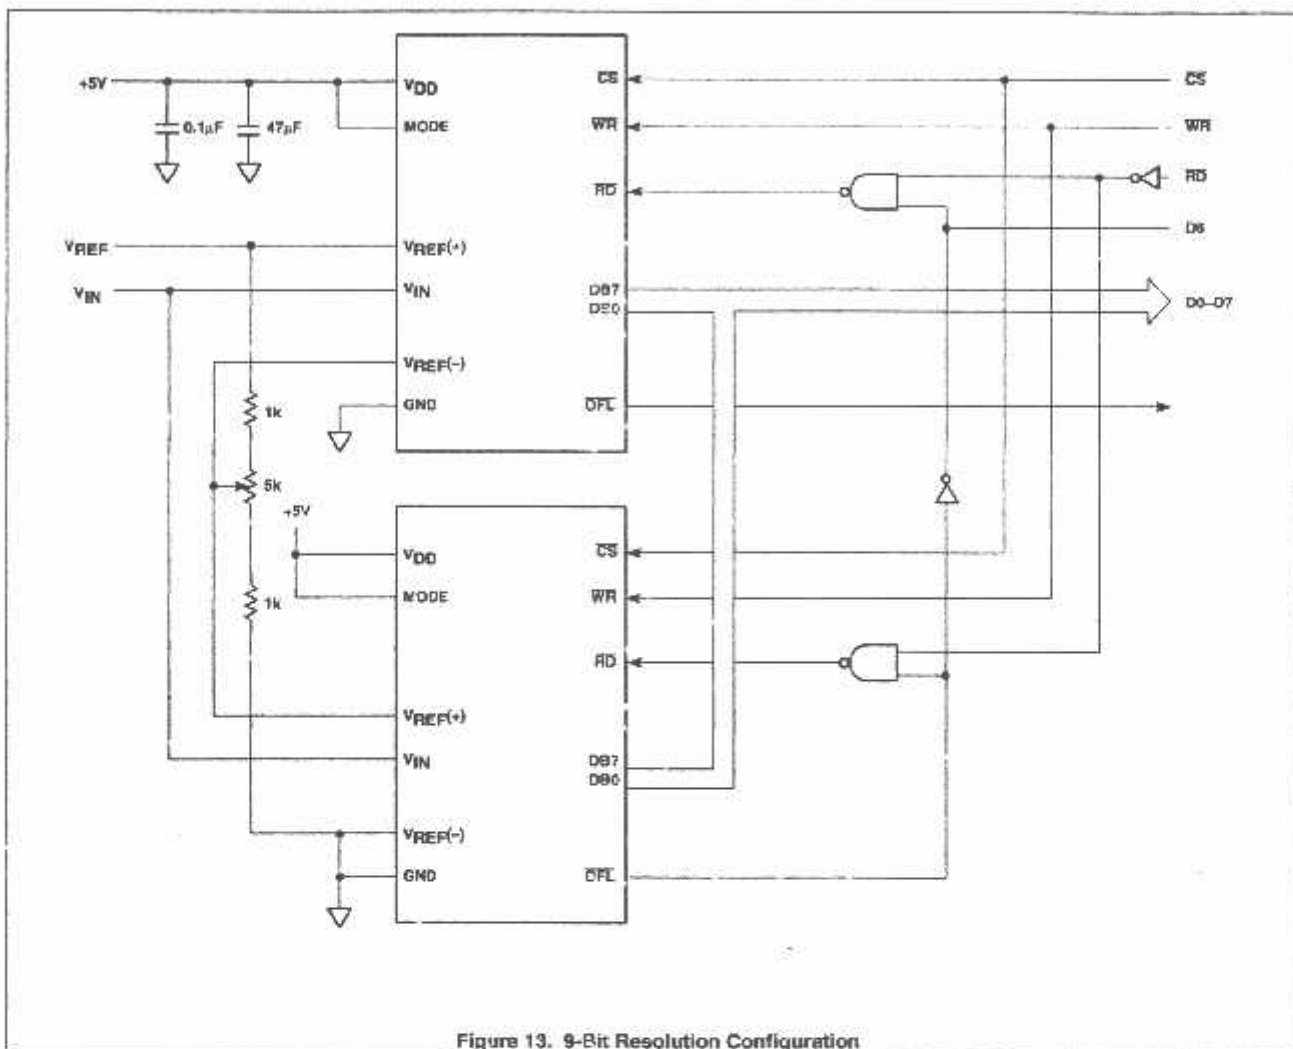 +5V
0.1µF
47µF
VDD
MODE
CS
WR
RD
CS
WR
RD
D8
VREF
VREF(+)
VIN
VIN
DB7
DB0
D0–D7
VREF(–)
GND
OFL
1k
5k
1k
+5V
VDD
MODE
CS
WR
RD
VREF(+)
VIN
DB7
DB0
VREF(–)
GND
OFL
Figure 13. 9-Bit Resolution Configuration